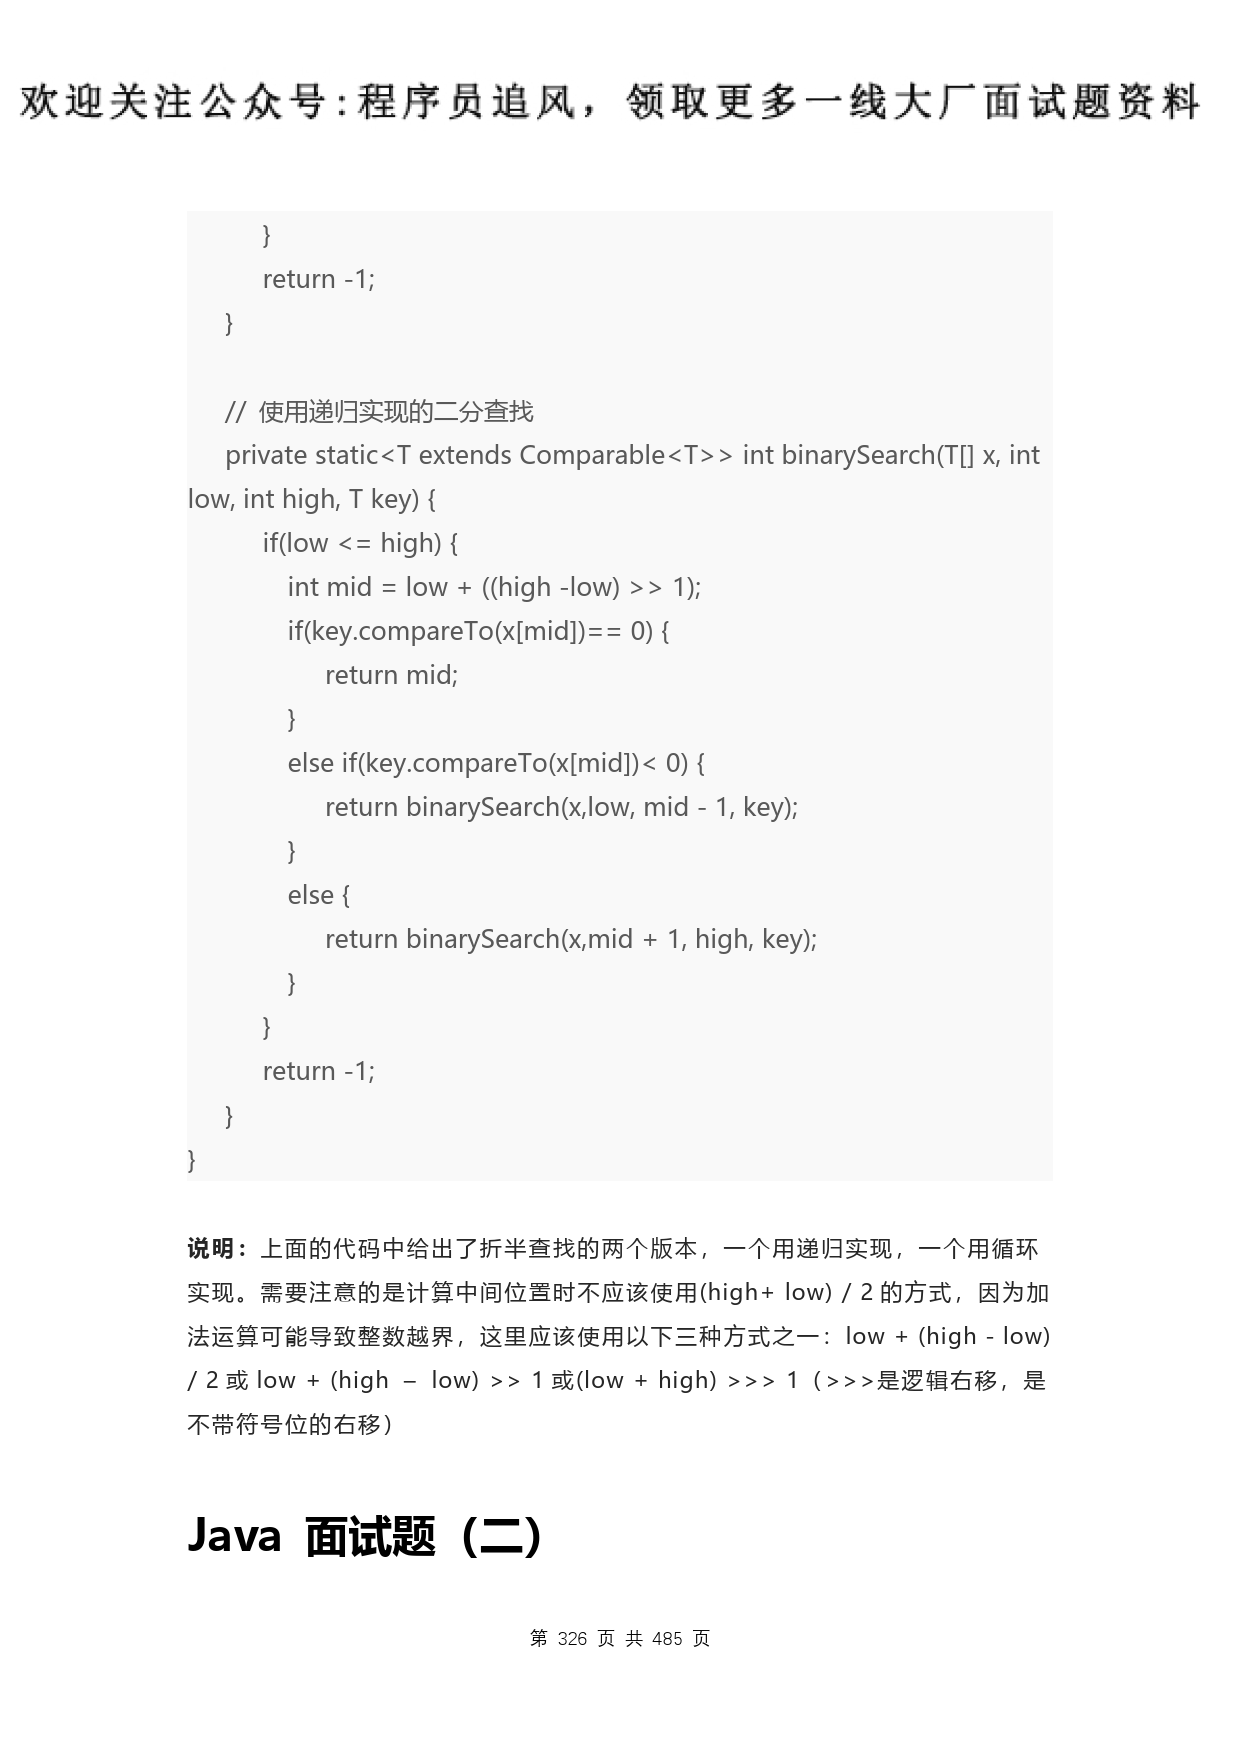 欢迎关注公众号:程序员追风，领取更多一线大厂面试题资料
}
return -1;
}
// 使用递归实现的二分查找
private static<T extends Comparable<T>> int binarySearch(T[] x, int
low, int high, T key) {
if(low <= high) {
int mid = low + ((high -low) >> 1);
if(key.compareTo(x[mid])== 0) {
return mid;
}
else if(key.compareTo(x[mid])< 0) {
return binarySearch(x,low, mid - 1, key);
}
else {
return binarySearch(x,mid + 1, high, key);
}
}
return -1;
}
}
说明：上面的代码中给出了折半查找的两个版本，一个用递归实现，一个用循环
实现。需要注意的是计算中间位置时不应该使用(high+ low) / 2 的方式，因为加
法运算可能导致整数越界，这里应该使用以下三种方式之一：low + (high - low)
/ 2 或 low + (high – low) >> 1 或(low + high) >>> 1（>>>是逻辑右移，是
不带符号位的右移）
Java 面试题（二）
第 326 页 共 485 页